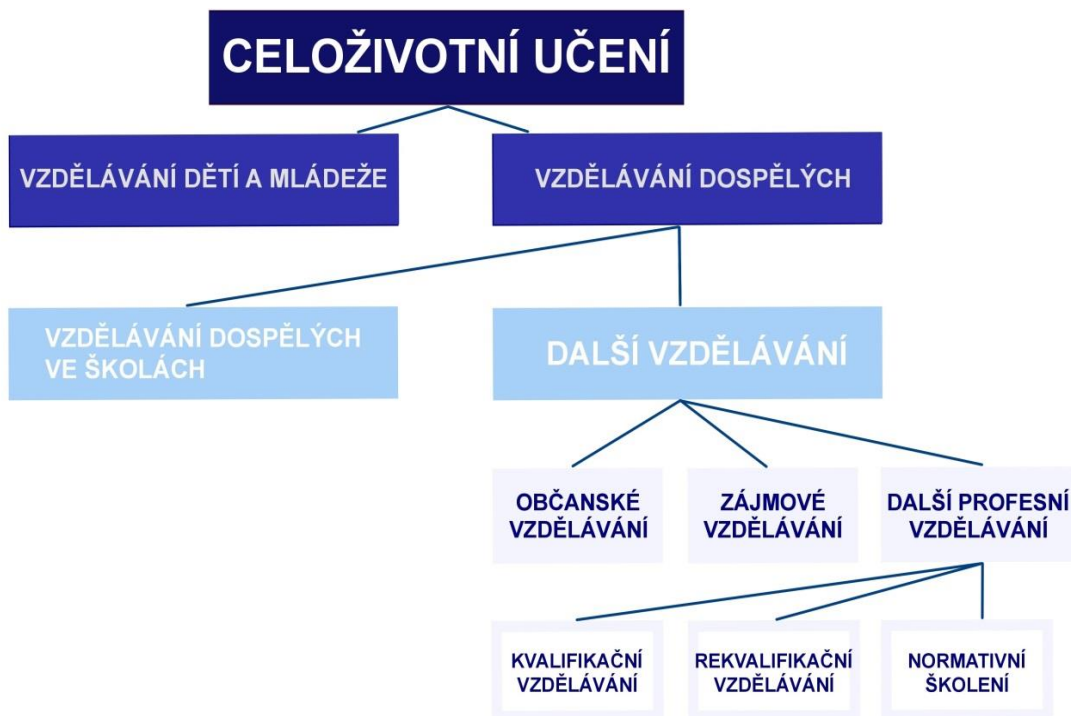 CELOŽIVOTNÍ UČENÍ
VZDĚLÁVÁNÍ DĚTÍ A MLÁDEŽE
VZDĚLÁVÁNÍ DOSPĚLÝCH
VZDĚLÁVÁNÍ DOSPĚLÝCH
VE ŠKOLÁCH
DALŠÍ VZDĚLÁVÁNÍ
OBČANSKÉ
VZDĚLÁVÁNÍ
ZÁJMOVÉ
VZDĚLÁVÁNÍ
DALŠÍ PROFESNÍ
VZDĚLÁVÁNÍ
KVALIFIKAČNÍ
VZDĚLÁVÁNÍ
REKVALIFIKAČNÍ
VZDĚLÁVÁNÍ
NORMATIVNÍ
ŠKOLENÍ